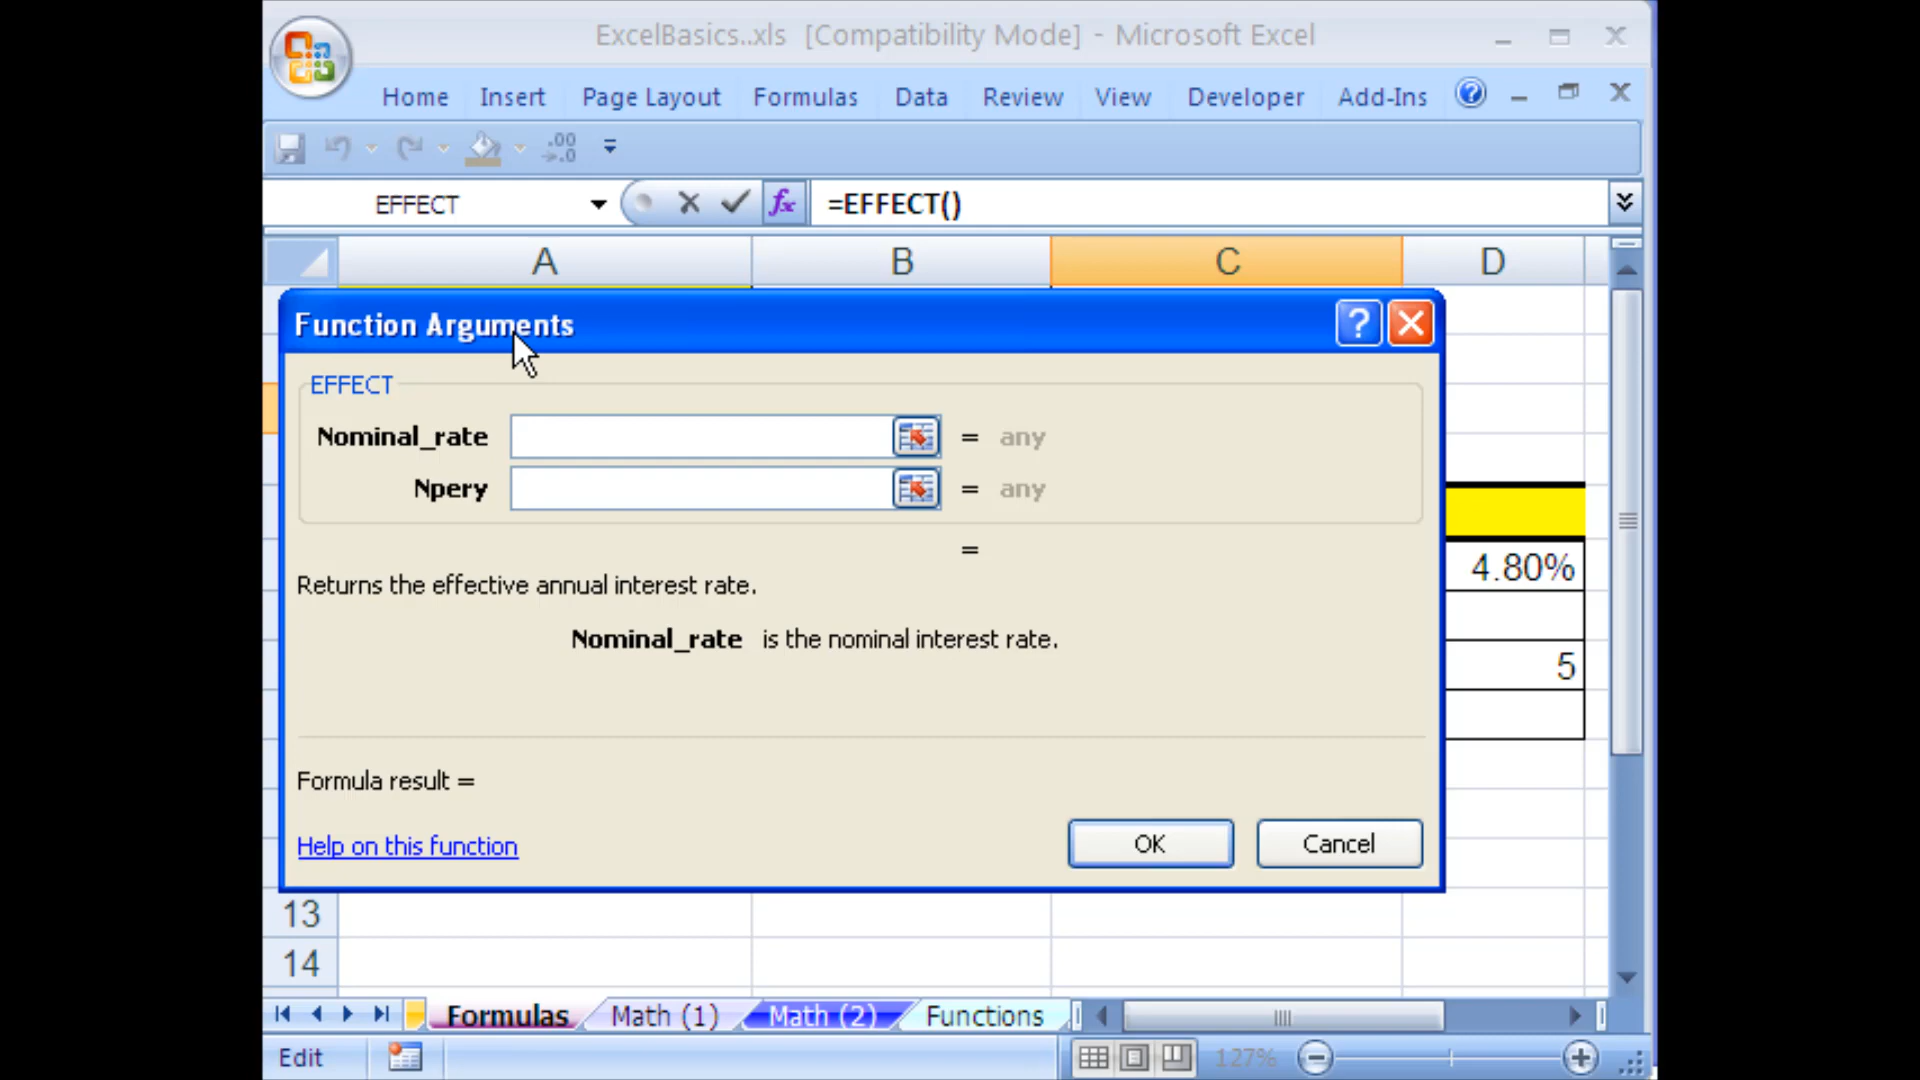 ExcelBasics..xls [Compatibility Mode] - Microsoft Excel
Home Insert Page Layout Formulas Data Review View Developer Add-Ins
.00
→.0
EFFECT fx =EFFECT()
A B C D
Function Arguments
EFFECT
Nominal_rate = any
Npery = any
=
Returns the effective annual interest rate.
Nominal_rate is the nominal interest rate.
Formula result =
Help on this function
OK Cancel
4.80%
5
13
14
Formulas Math (1) Math (2) Functions
Edit 127%